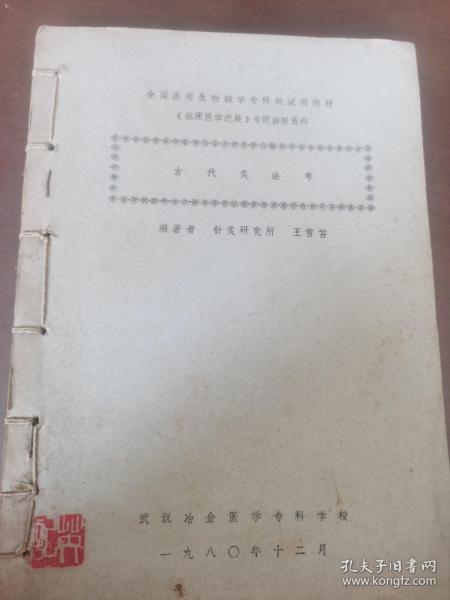 全国医用生物磁学专修班试用教材
《临床医学进展》专题讲座资料
古代灸法考
编著者 针灸研究所 王雪苔
武汉冶金医学专科学校
一九八〇年十二月
孔夫子旧书网
www.kongfz.com